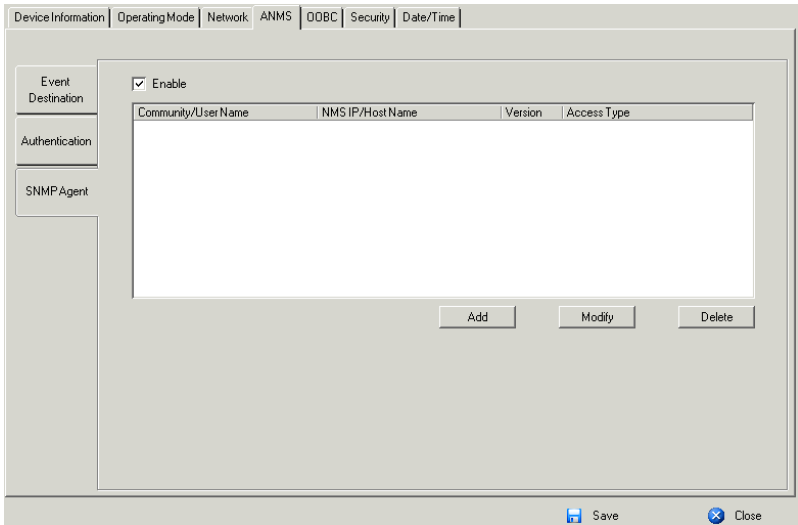 Device Information Operating Mode Network ANMS OOBC Security Date/Time
Event
Destination
Authentication
SNMP Agent
Enable
Community/User Name NMS IP/Host Name Version Access Type
Add Modify Delete
Save Close